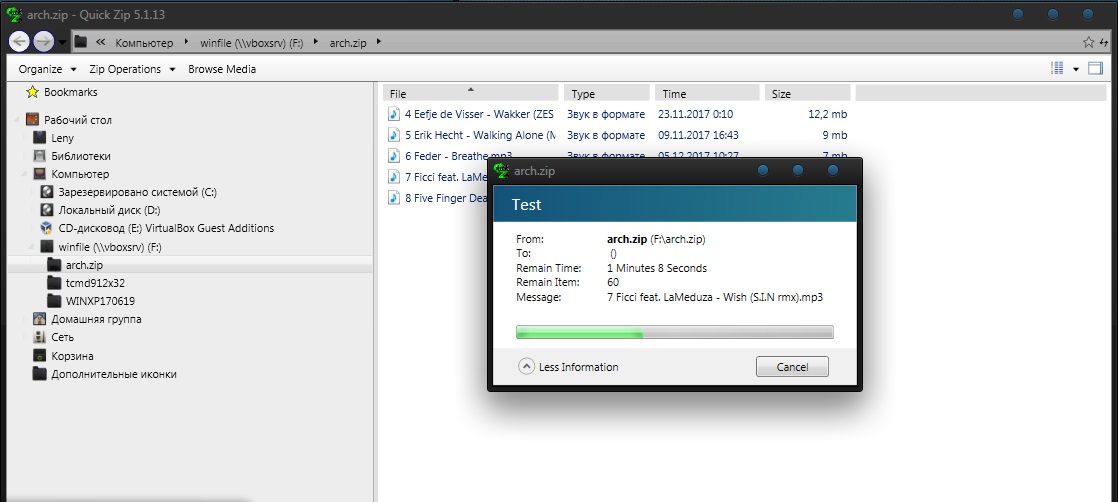 arch.zip - Quick Zip 5.1.13
« Компьютер winfile (\\vboxsrv) (F:) arch.zip
Organize Zip Operations Browse Media
Bookmarks
Рабочий стол
Leny
Библиотеки
Компьютер
Зарезервировано системой (C:)
Локальный диск (D:)
CD-дисковод (E:) VirtualBox Guest Additions
winfile (\\vboxsrv) (F:)
arch.zip
tcmd912x32
WINXP170619
Домашняя группа
Сеть
Корзина
Дополнительные иконки
File Type Time Size
4 Eefje de Visser - Wakker (ZES Звук в формате 23.11.2017 0:10 12,2 mb
5 Erik Hecht - Walking Alone (M Звук в формате 09.11.2017 16:43 9 mb
6 Feder - Breathe.mp3 Звук в формате 05.12.2017 10:27 7 mb
7 Ficci feat. LaMedu
8 Five Finger Dea
arch.zip
Test
From: arch.zip (F:\arch.zip)
To: ()
Remain Time: 1 Minutes 8 Seconds
Remain Item: 60
Message: 7 Ficci feat. LaMeduza - Wish (S.I.N rmx).mp3
Less Information
Cancel